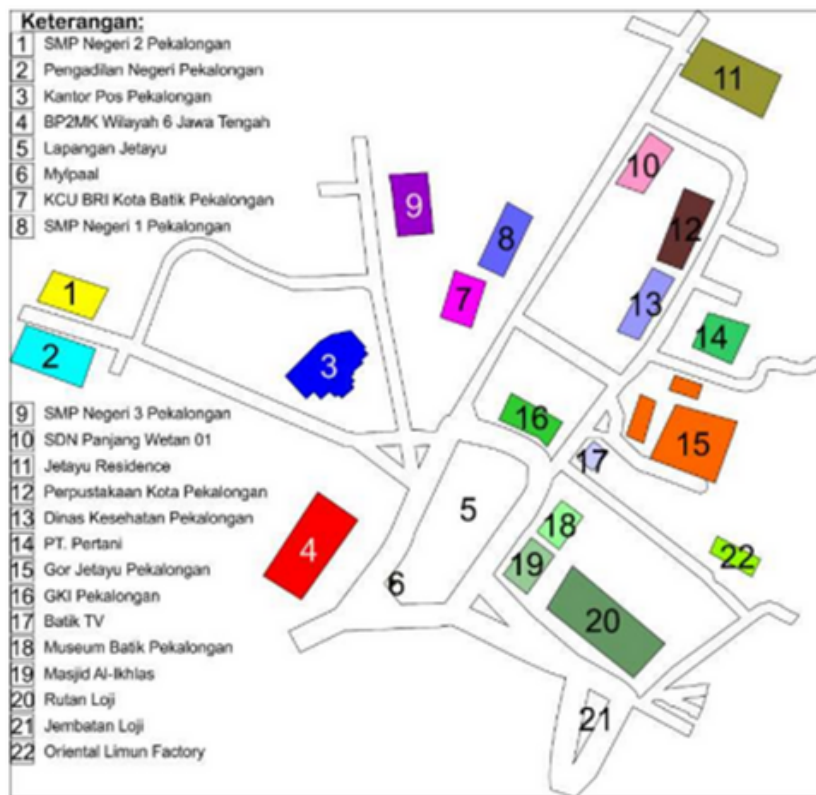 Keterangan:
1 SMP Negeri 2 Pekalongan
2 Pengadilan Negeri Pekalongan
3 Kantor Pos Pekalongan
4 BP2MK Wilayah 6 Jawa Tengah
5 Lapangan Jetayu
6 Mylpaal
7 KCU BRI Kota Batik Pekalongan
8 SMP Negeri 1 Pekalongan
9 SMP Negeri 3 Pekalongan
10 SDN Panjang Wetan 01
11 Jetayu Residence
12 Perpustakaan Kota Pekalongan
13 Dinas Kesehatan Pekalongan
14 PT. Pertani
15 Gor Jetayu Pekalongan
16 GKI Pekalongan
17 Batik TV
18 Museum Batik Pekalongan
19 Masjid Al-Ikhlas
20 Rutan Loji
21 Jembatan Loji
22 Oriental Limun Factory
11
10
9
12
8
1
7
13
14
2
3
16
15
17
5
18
4
22
19
6
20
21